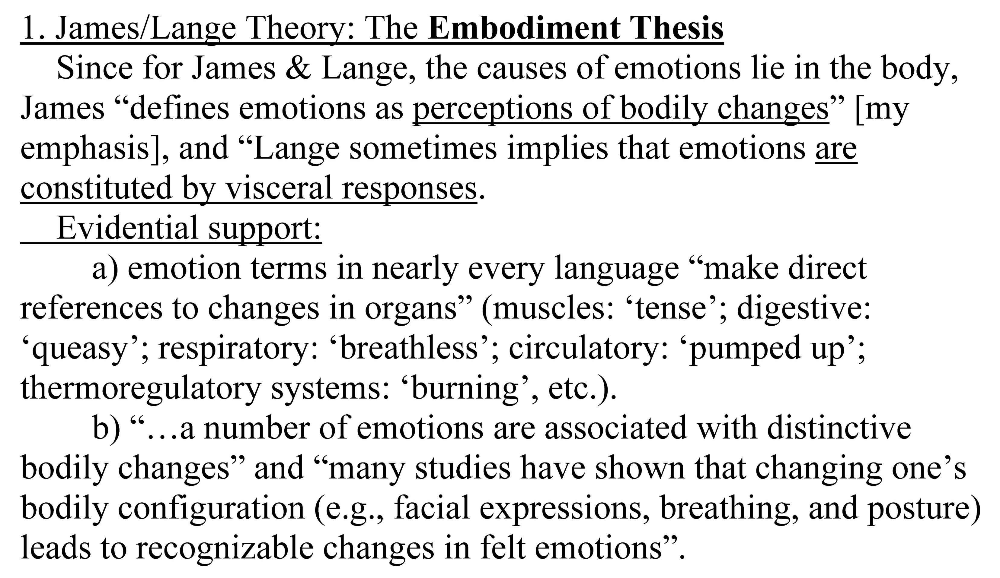 1. James/Lange Theory: The Embodiment Thesis
Since for James & Lange, the causes of emotions lie in the body,
James “defines emotions as perceptions of bodily changes” [my
emphasis], and “Lange sometimes implies that emotions are
constituted by visceral responses.
Evidential support:
a) emotion terms in nearly every language “make direct
references to changes in organs” (muscles: ‘tense’; digestive:
‘queasy’; respiratory: ‘breathless’; circulatory: ‘pumped up’;
thermoregulatory systems: ‘burning’, etc.).
b) “…a number of emotions are associated with distinctive
bodily changes” and “many studies have shown that changing one’s
bodily configuration (e.g., facial expressions, breathing, and posture)
leads to recognizable changes in felt emotions”.